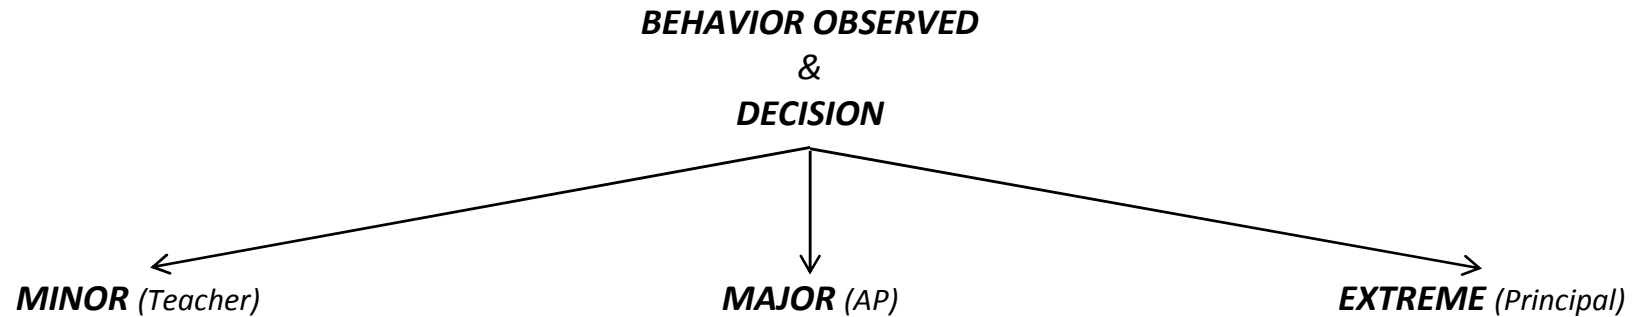 BEHAVIOR OBSERVED
&
DECISION
MINOR (Teacher)
MAJOR (AP)
EXTREME (Principal)